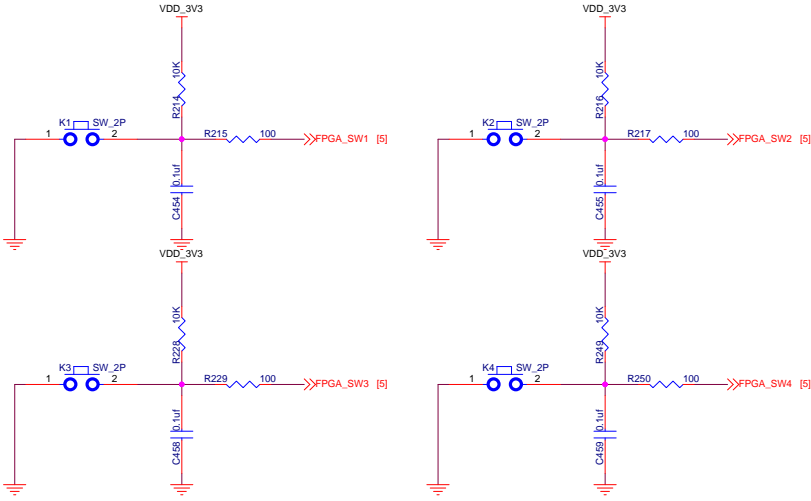 VDD_3V3
10K
R214
K1 SW_2P
1 2
R215 100
FPGA_SW1 [5]
0.1uf
C454
VDD_3V3
10K
R216
K2 SW_2P
1 2
R217 100
FPGA_SW2 [5]
0.1uf
C455
VDD_3V3
10K
R228
K3 SW_2P
1 2
R229 100
FPGA_SW3 [5]
0.1uf
C458
VDD_3V3
10K
R249
K4 SW_2P
1 2
R250 100
FPGA_SW4 [5]
0.1uf
C459